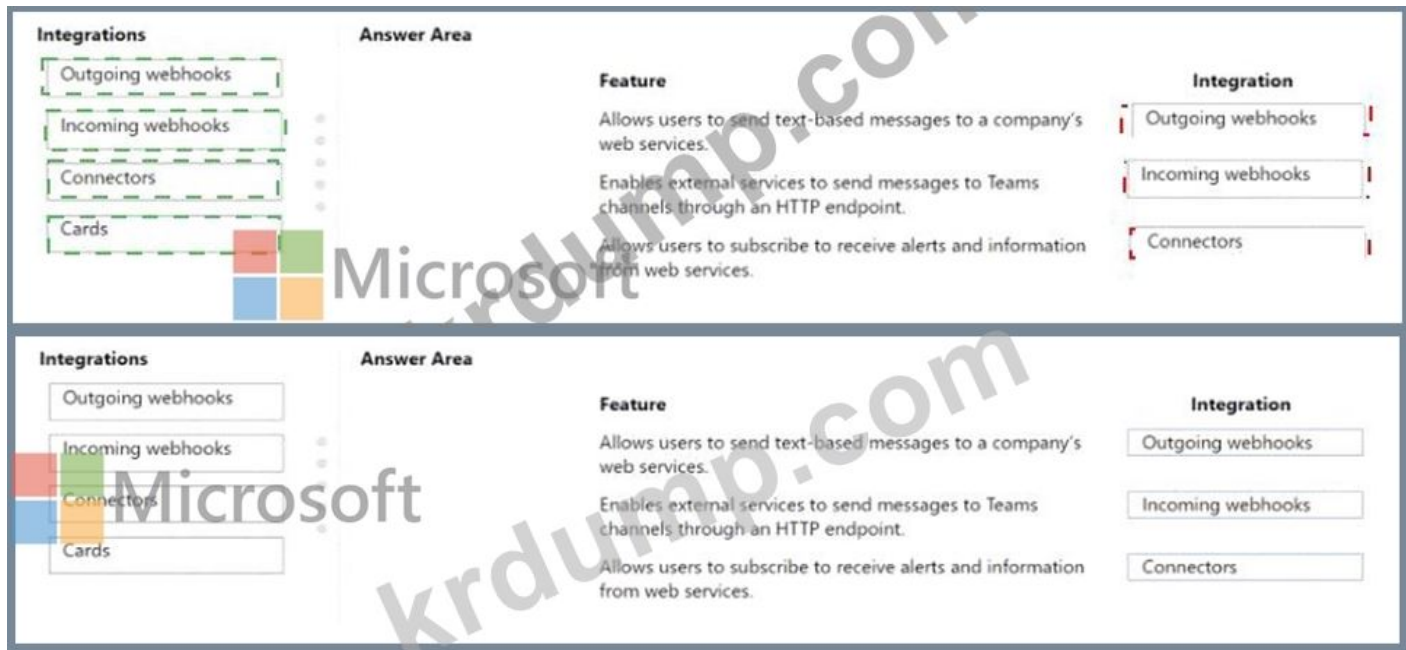 Integrations
Answer Area
Outgoing webhooks
Incoming webhooks
Connectors
Cards
Feature
Integration
Allows users to send text-based messages to a company's
web services.
Outgoing webhooks
Enables external services to send messages to Teams
channels through an HTTP endpoint.
Incoming webhooks
Allows users to subscribe to receive alerts and information
from web services.
Connectors
Microsoft
krdump.com
Integrations
Answer Area
Outgoing webhooks
Incoming webhooks
Connectors
Cards
Feature
Integration
Allows users to send text-based messages to a company's
web services.
Outgoing webhooks
Enables external services to send messages to Teams
channels through an HTTP endpoint.
Incoming webhooks
Allows users to subscribe to receive alerts and information
from web services.
Connectors
Microsoft
krdump.com